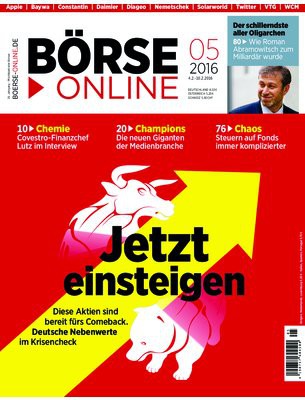 Apple | Baywa | Constantin | Daimler | Diageo | Nemetschek | Salzgitter | Solarworld | Twitter | VTG | WCM
BOERSE-ONLINE.DE
BÖRSE
ONLINE
05
2016
4.2.-10.2.2016
Der schillerndste
aller Oligarchen
80 Wie Roman
Abramowitsch zum
Milliardär wurde
10 Chemie
Covestro-Finanzchef
Lutz im Interview
20 Champions
Die neuen Giganten
der Medienbranche
76 Chaos
Steuern auf Fonds
immer komplizierter
Jetzt
einsteigen
Diese Aktien sind
bereit fürs Comeback.
Deutsche Nebenwerte
im Krisencheck